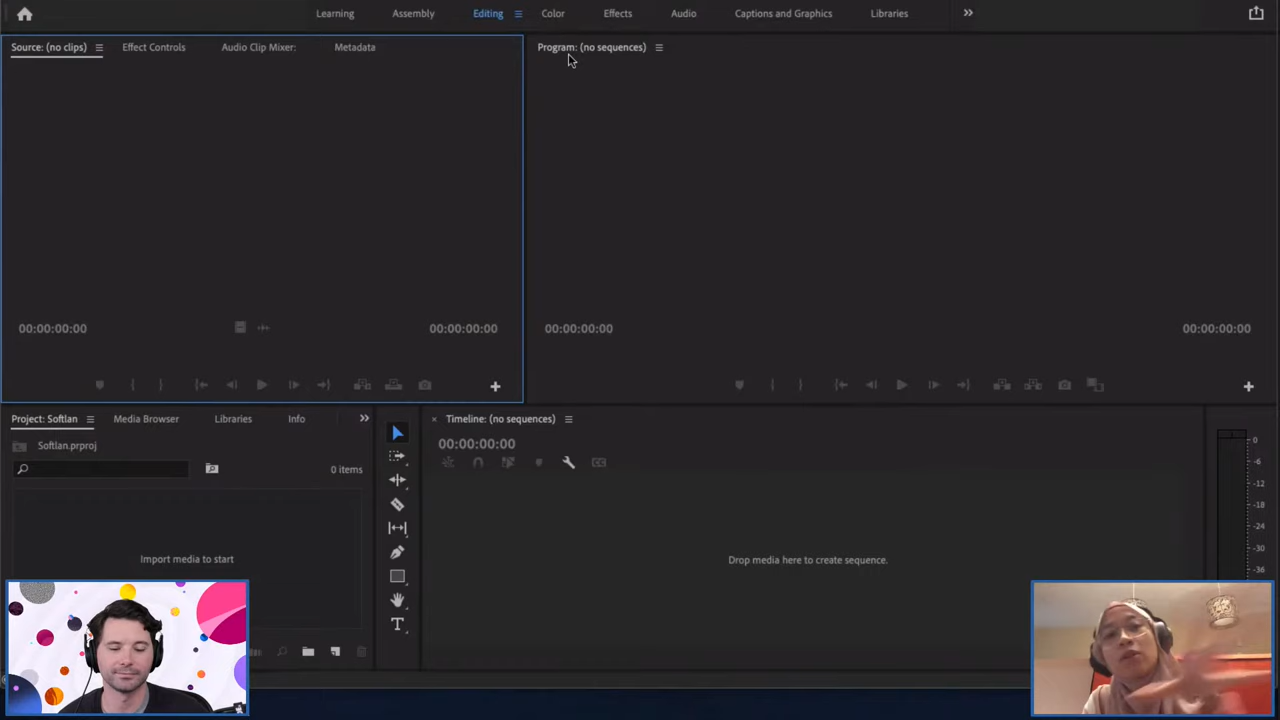 Learning Assembly Editing Color Effects Audio Captions and Graphics Libraries
Source: (no clips) Effect Controls Audio Clip Mixer: Metadata
Program: (no sequences)
00:00:00:00 00:00:00:00
00:00:00:00 00:00:00:00
Project: Softlan Media Browser Libraries Info
Softlan.prproj
0 items
Import media to start
Timeline: (no sequences)
00:00:00:00
Drop media here to create sequence.
0
-6
-12
-18
-24
-30
-36